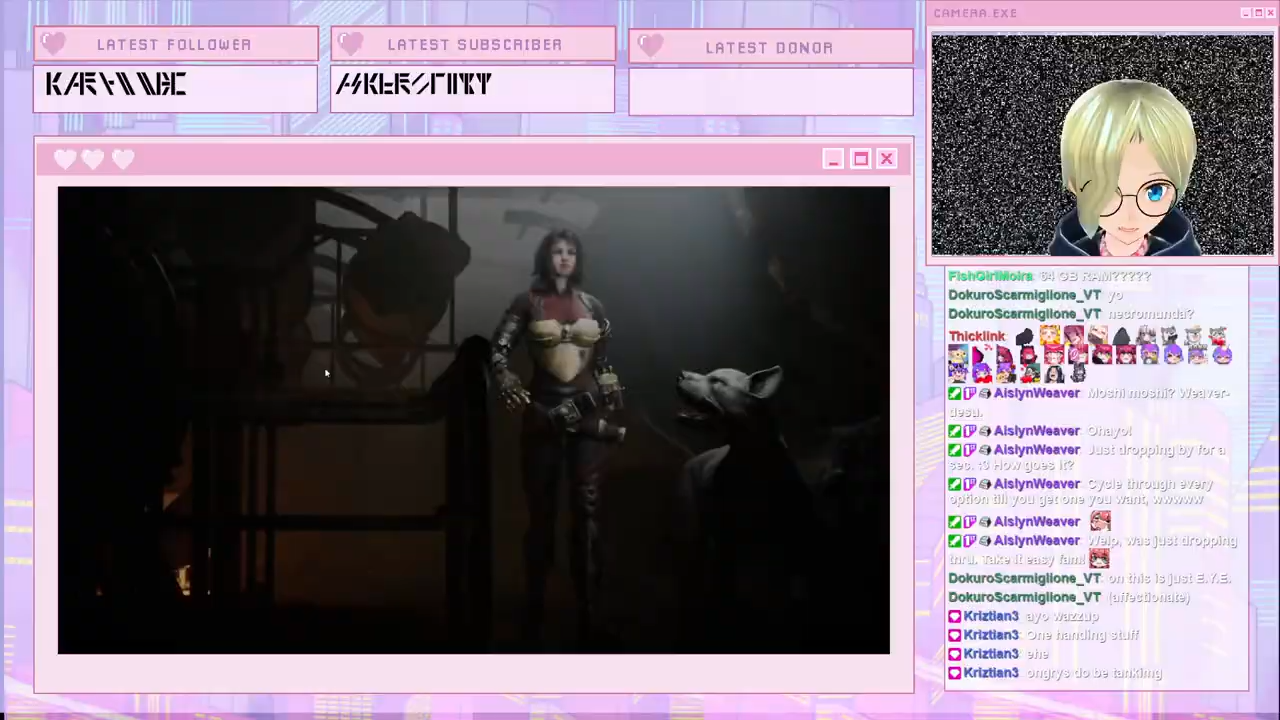 LATEST FOLLOWER
LATEST SUBSCRIBER
LATEST DONOR
CAMERA.EXE
FishGirlMoira 64 GB RAM?????
DokuroScarmiglione_VT yo
DokuroScarmiglione_VT necromunda?
Thicklink
AislynWeaver Moshi moshi? Weaver-
desu.
AislynWeaver Ohayo!
AislynWeaver Just dropping by for a
sec. :3 How goes it?
AislynWeaver Cycle through every
option till you get one you want, wwwww
AislynWeaver
AislynWeaver Welp, was just dropping
thru. Take it easy fam!
DokuroScarmiglione_VT oh this is just E.Y.E.
DokuroScarmiglione_VT (affectionate)
Kriztian3 ayo wazzup
Kriztian3 One handing stuff
Kriztian3 ehe
Kriztian3 ongrys do be tankimg